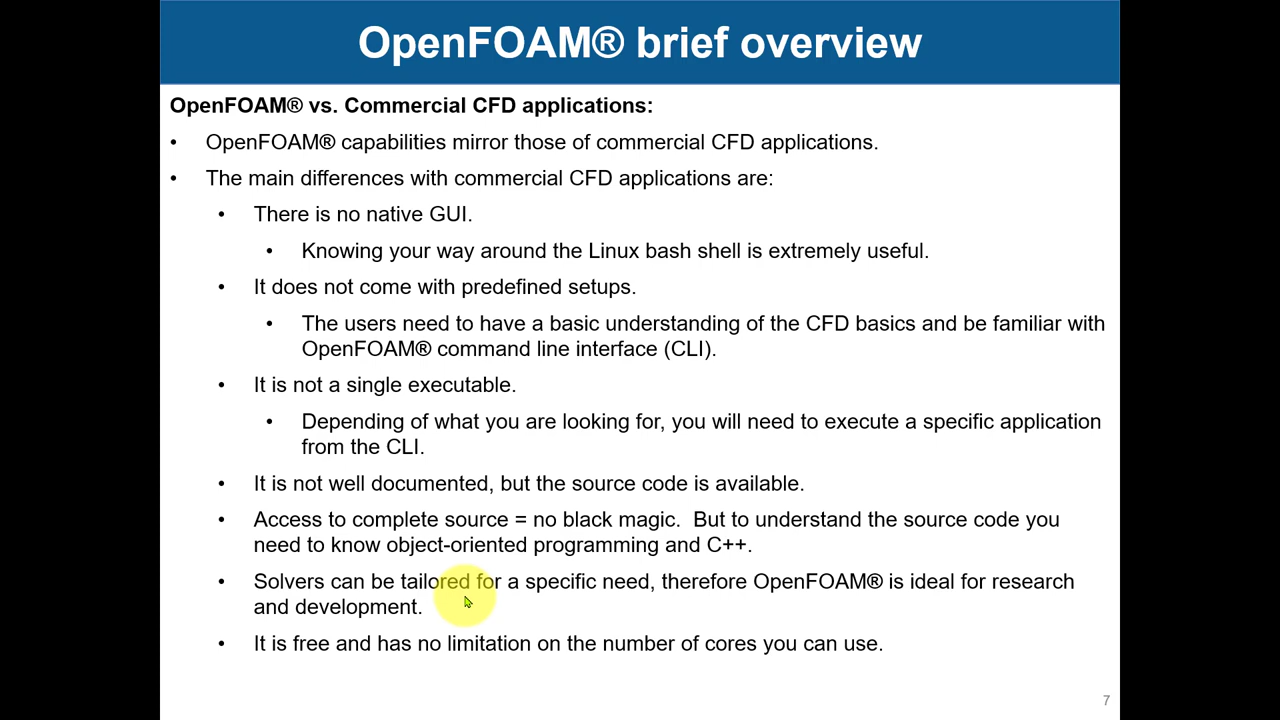 OpenFOAM® brief overview
OpenFOAM® vs. Commercial CFD applications:
• OpenFOAM® capabilities mirror those of commercial CFD applications.
• The main differences with commercial CFD applications are:
• There is no native GUI.
• Knowing your way around the Linux bash shell is extremely useful.
• It does not come with predefined setups.
• The users need to have a basic understanding of the CFD basics and be familiar with
OpenFOAM® command line interface (CLI).
• It is not a single executable.
• Depending of what you are looking for, you will need to execute a specific application
from the CLI.
• It is not well documented, but the source code is available.
• Access to complete source = no black magic.  But to understand the source code you
need to know object-oriented programming and C++.
• Solvers can be tailored for a specific need, therefore OpenFOAM® is ideal for research
and development.
• It is free and has no limitation on the number of cores you can use.
7